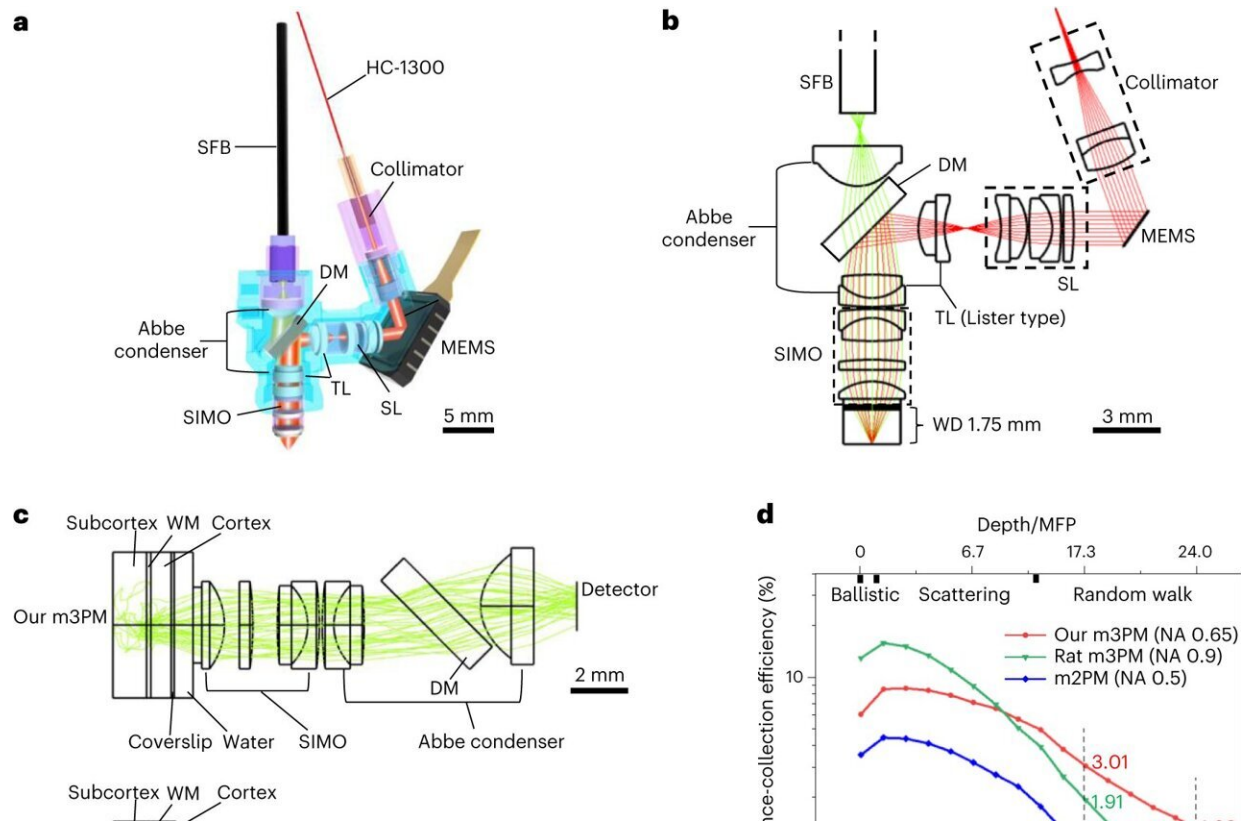 a
HC-1300
SFB
Collimator
DM
Abbe
condenser
MEMS
TL
SL
SIMO
5 mm
b
SFB
Collimator
DM
Abbe
condenser
MEMS
SL
TL (Lister type)
SIMO
WD 1.75 mm
3 mm
c
Subcortex WM Cortex
Our m3PM
Detector
DM
2 mm
Coverslip Water SIMO Abbe condenser
Subcortex WM Cortex
d
Depth/MFP
0 6.7 17.3 24.0
Ballistic Scattering Random walk
Our m3PM (NA 0.65)
Rat m3PM (NA 0.9)
m2PM (NA 0.5)
10
3.01
1.91
nce-collection efficiency (%)